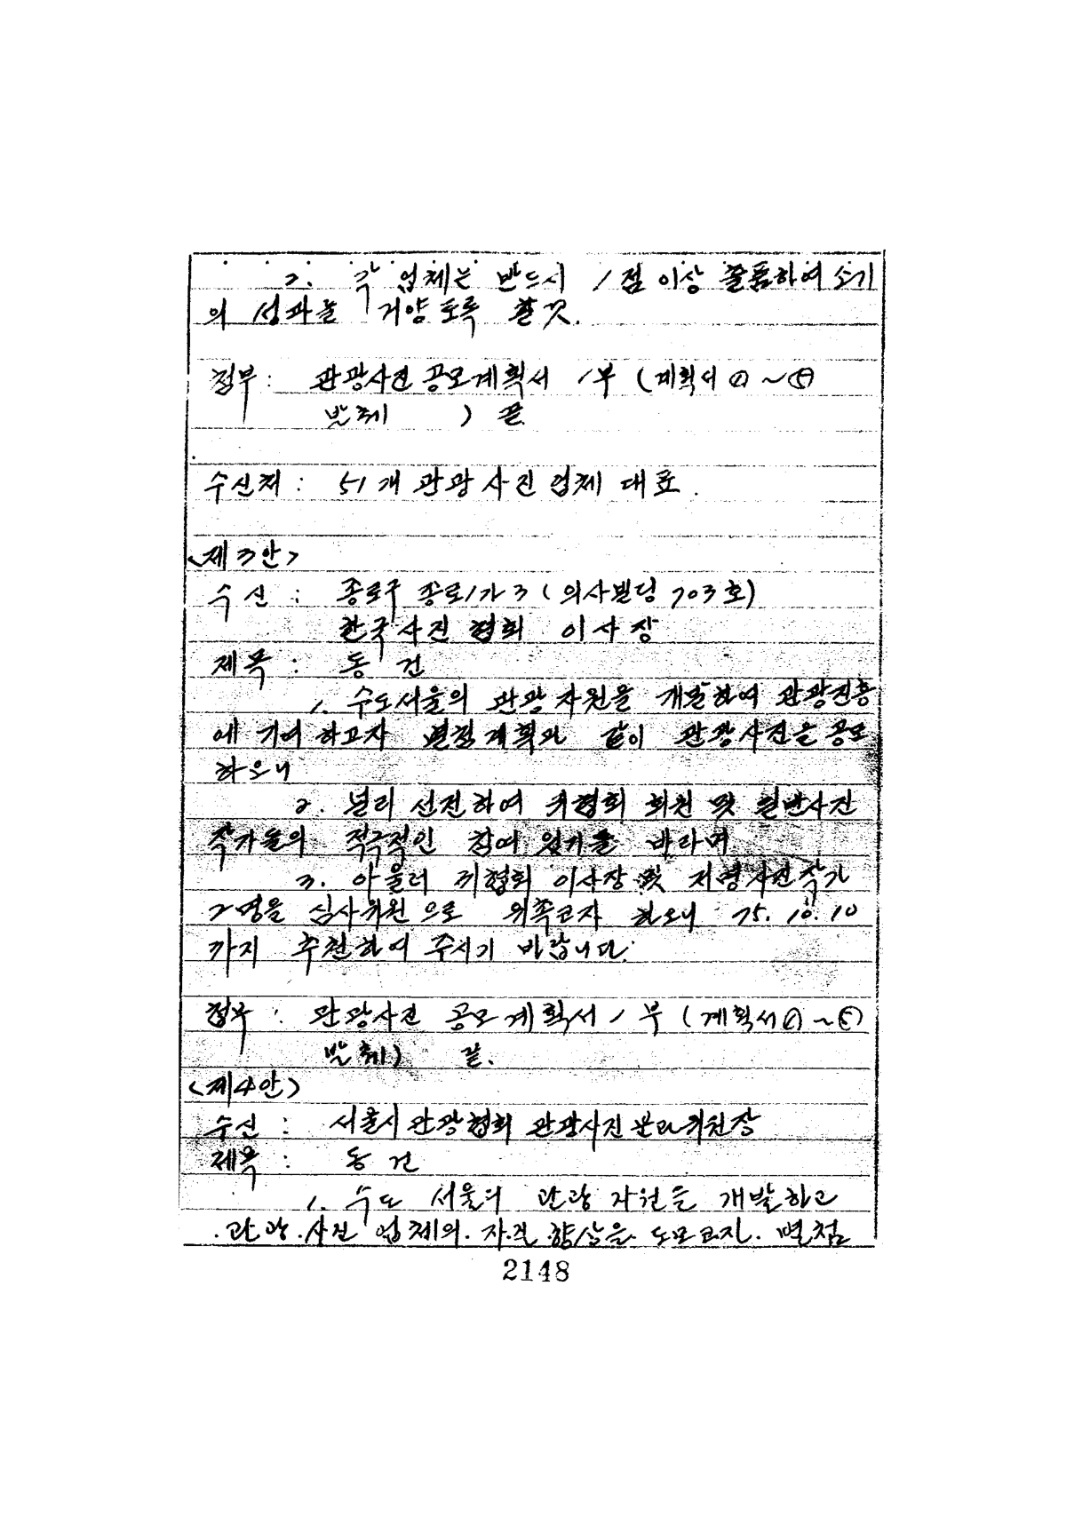 2. 각 업체는 반드시 1점 이상 출품하여 소기
의 성과를 거양토록 할것.
첨부 : 관광사진 공모계획서 1부 (계획서 ②~⑤
발췌 ) 끝
수신처 : 51개 관광사진 업체 대표.
<제3안>
수신 : 종로구 종로1가 3 (의사빌딩 703호)
한국사진협회 이사장
제목 : 동건
1. 수도서울의 관광자원을 개발하여 관광진흥
에 기여하고자 별첨계획과 같이 관광사진을 공모
하오니
2. 널리 선전하여 귀협회 회원 및 일반사진
작가들의 적극적인 참여 있기를 바라며
3. 아울러 귀협회 이사장 및 저명사진작가
2명을 심사위원으로 위촉코자 하오니 75. 10. 10
까지 추천하여 주시기 바랍니다.
첨부 : 관광사진 공모계획서 1부 (계획서②~⑤
발췌) 끝.
<제4안>
수신 : 서울시관광협회 관광사진분과위원장
제목 : 동건
1. 수도 서울의 관광자원을 개발하고
관광사진 업체의 자질향상을 도모코자 별첨
2148